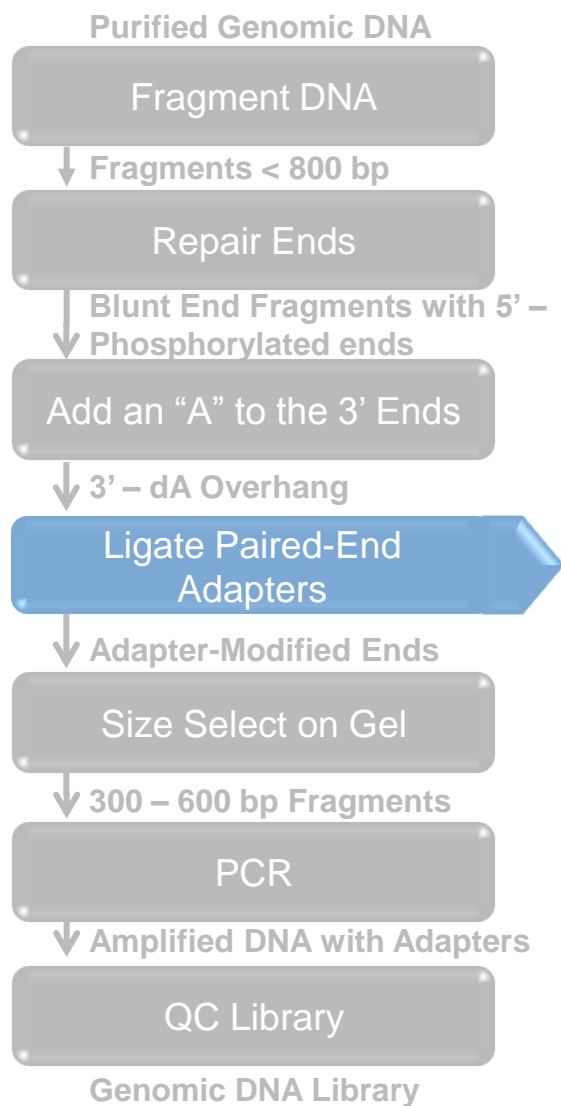 Purified Genomic DNA
Fragment DNA
Fragments < 800 bp
Repair Ends
Blunt End Fragments with 5’ –
Phosphorylated ends
Add an “A” to the 3’ Ends
3’ – dA Overhang
Ligate Paired-End
Adapters
Adapter-Modified Ends
Size Select on Gel
300 – 600 bp Fragments
PCR
Amplified DNA with Adapters
QC Library
Genomic DNA Library